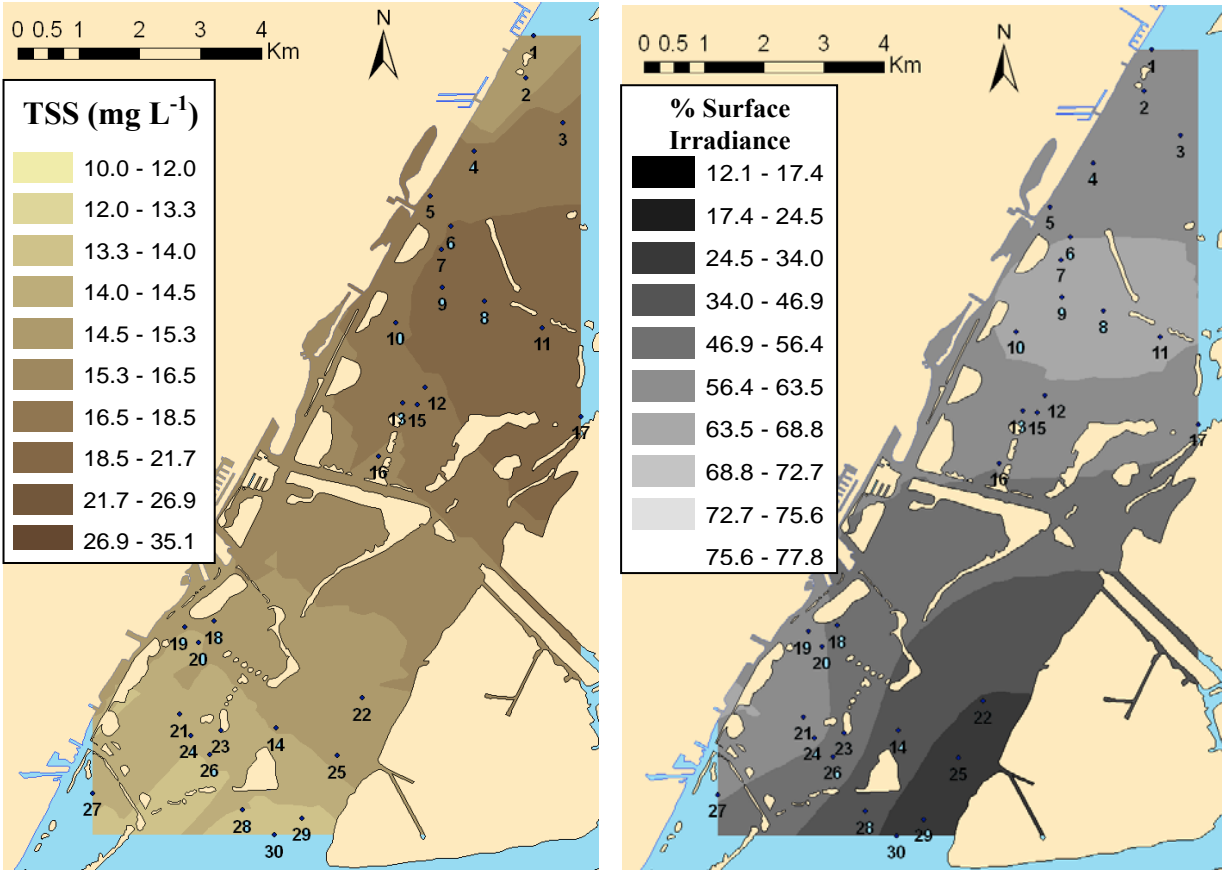 0 0.5 1 2 3 4
Km
N
TSS (mg L-1)
10.0 - 12.0
12.0 - 13.3
13.3 - 14.0
14.0 - 14.5
14.5 - 15.3
15.3 - 16.5
16.5 - 18.5
18.5 - 21.7
21.7 - 26.9
26.9 - 35.1
1
2
3
4
5
6
7
9
8
10
11
12
13
15
17
16
18
19
20
22
21
23
14
24
25
26
27
28
29
30
0 0.5 1 2 3 4
Km
N
% Surface
Irradiance
12.1 - 17.4
17.4 - 24.5
24.5 - 34.0
34.0 - 46.9
46.9 - 56.4
56.4 - 63.5
63.5 - 68.8
68.8 - 72.7
72.7 - 75.6
75.6 - 77.8
1
2
3
4
5
6
7
9
8
10
11
12
13
15
17
16
18
19
20
22
21
23
14
24
25
26
27
28
29
30